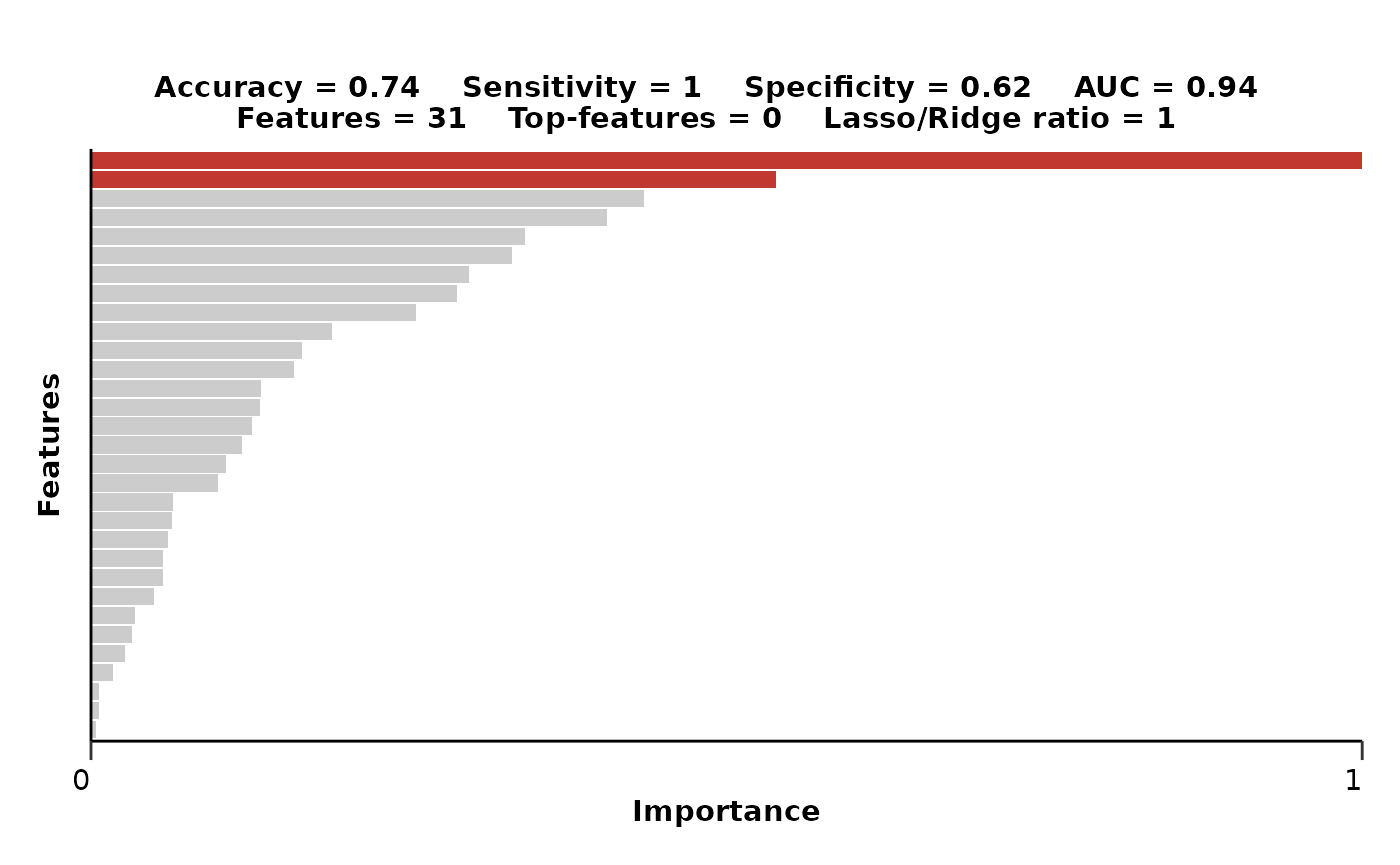 Accuracy = 0.74 Sensitivity = 1 Specificity = 0.62 AUC = 0.94
Features = 31 Top-features = 0 Lasso/Ridge ratio = 1
Features
0 1
Importance